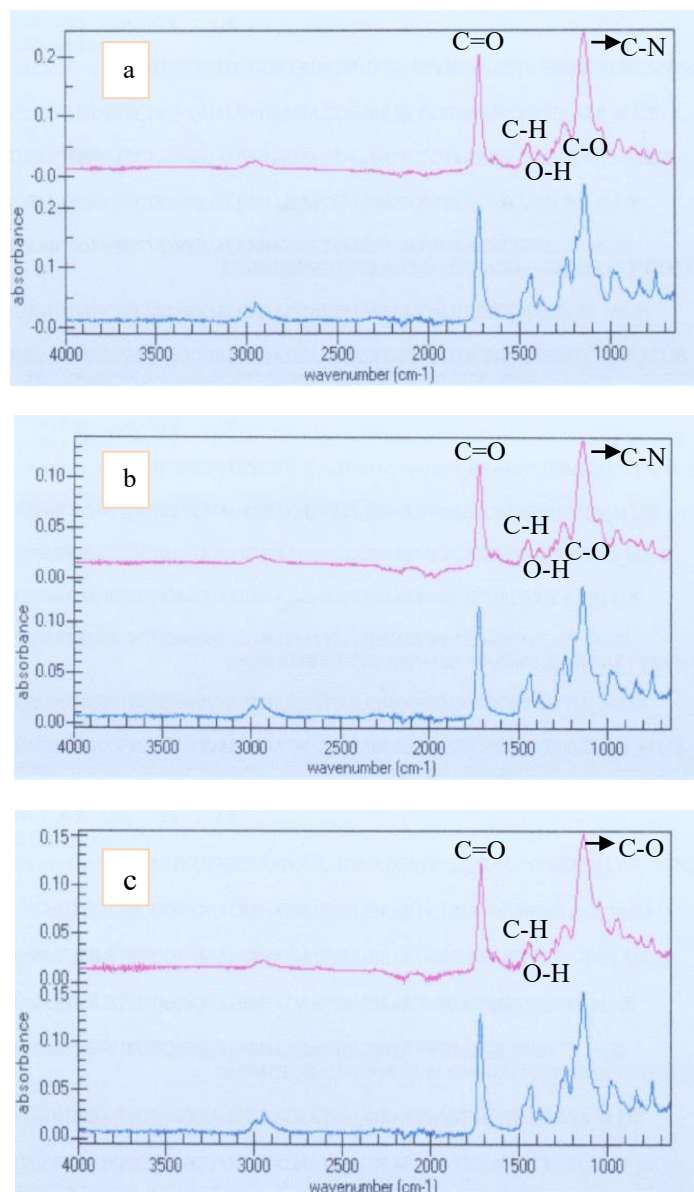 C=O
C-N
a
0.2
C-H
C-O
0.1
O-H
-0.0
0.2
0.1
-0.0
absorbance
4000 3500 3000 2500 2000 1500 1000
wavenumber (cm-1)
C=O
C-N
b
0.10
C-H
0.05
C-O
O-H
0.00
0.10
0.05
0.00
absorbance
4000 3500 3000 2500 2000 1500 1000
wavenumber (cm-1)
0.15
C=O
C-O
c
0.10
C-H
0.05
O-H
0.00
0.15
0.10
0.05
0.00
absorbance
4000 3500 3000 2500 2000 1500 1000
wavenumber (cm-1)